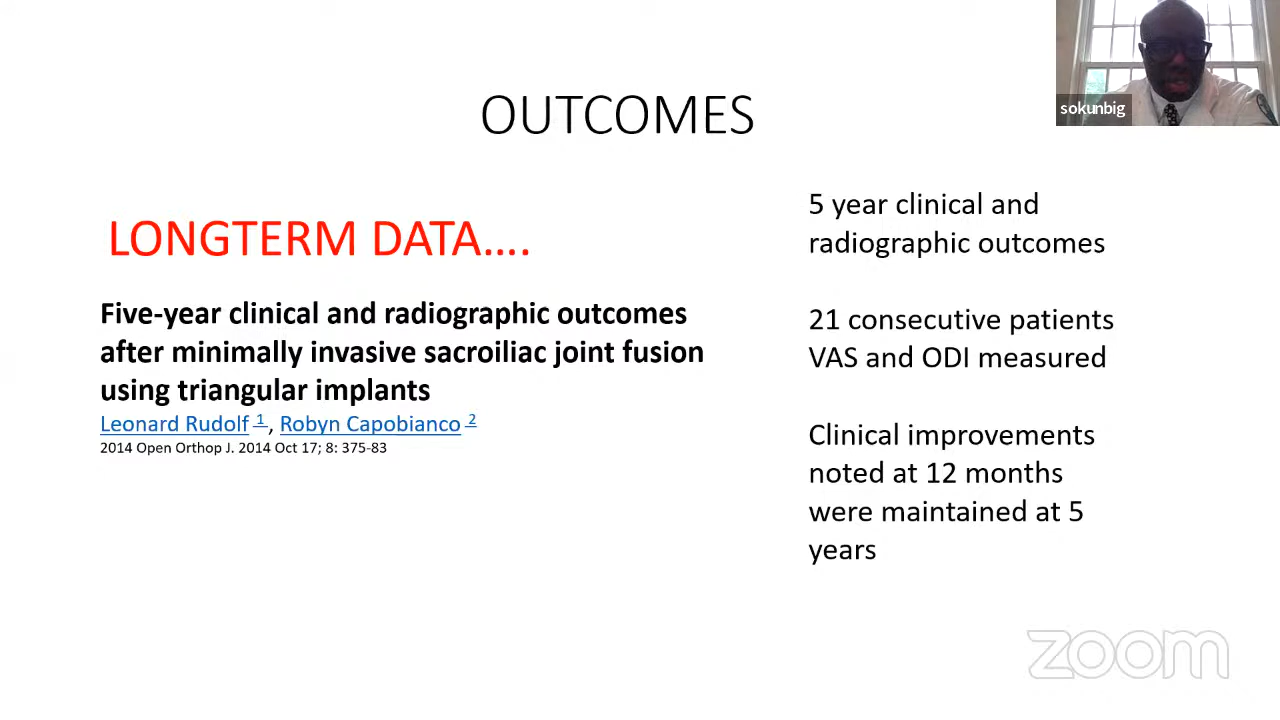 OUTCOMES
sokunbig
LONGTERM DATA....
Five-year clinical and radiographic outcomes
after minimally invasive sacroiliac joint fusion
using triangular implants
Leonard Rudolf 1, Robyn Capobianco 2
2014 Open Orthop J. 2014 Oct 17; 8: 375-83
5 year clinical and
radiographic outcomes
21 consecutive patients
VAS and ODI measured
Clinical improvements
noted at 12 months
were maintained at 5
years
zoom